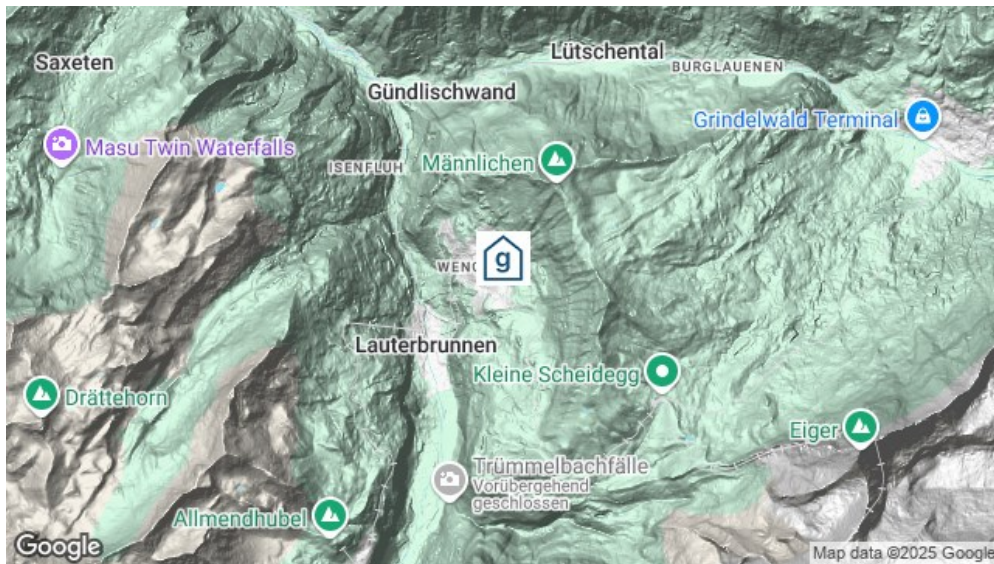 Saxeten
Lütschental
BURGLAUENEN
Gündlischwand
Grindelwald Terminal
Masu Twin Waterfalls
ISENFLUH
Männlichen
g
WENG
Lauterbrunnen
Kleine Scheidegg
Drättehorn
Eiger
Trümmelbachfälle
Vorübergehend
geschlossen
Allmendhubel
Google
Map data ©2025 Google